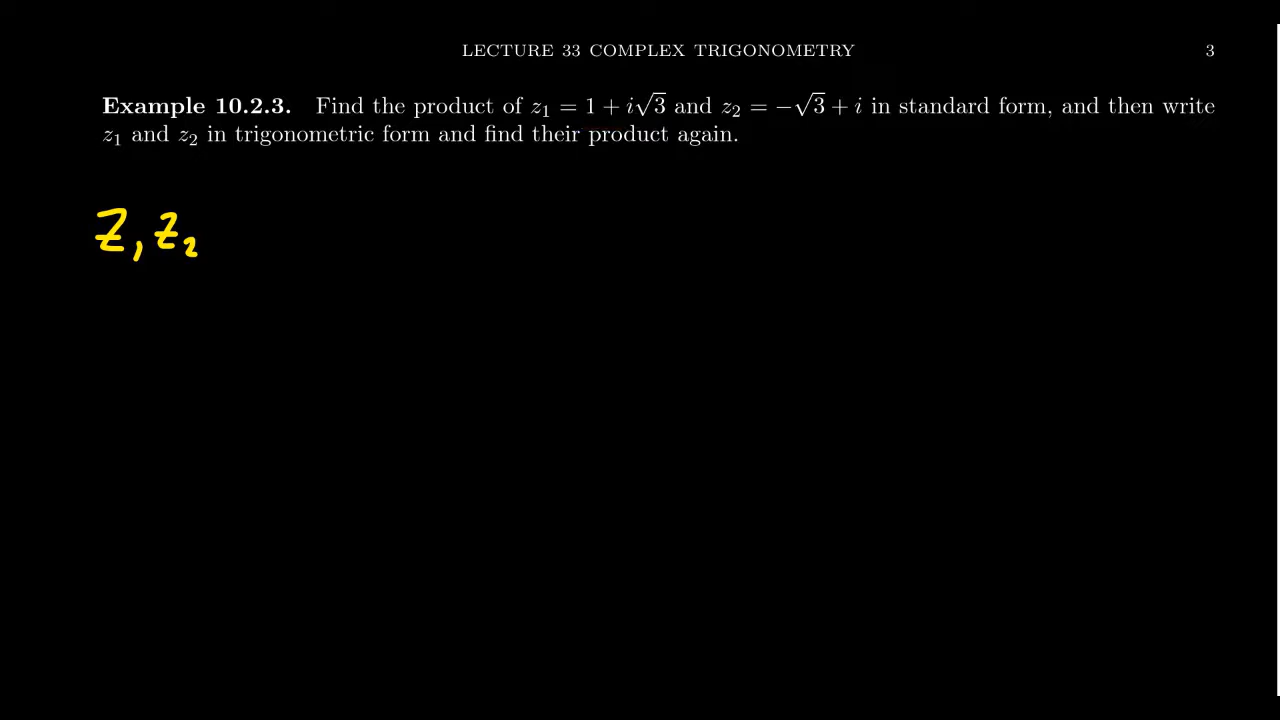 LECTURE 33 COMPLEX TRIGONOMETRY 3
Example 10.2.3. Find the product of z₁ = 1 + i√3 and z₂ = −√3 + i in standard form, and then write
z₁ and z₂ in trigonometric form and find their product again.
z₁z₂